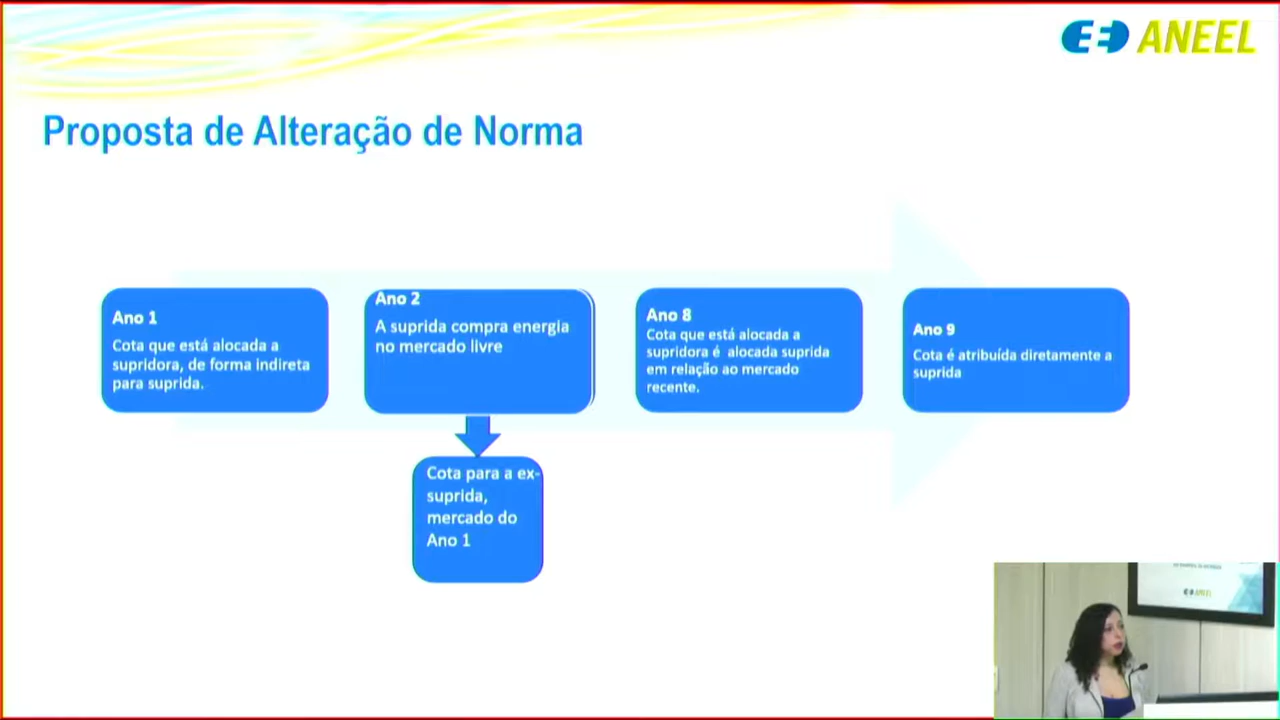 ANEEL
Proposta de Alteração de Norma
Ano 1
Cota que está alocada a
supridora, de forma indireta
para suprida.
Ano 2
A suprida compra energia
no mercado livre
Cota para a ex-
suprida,
mercado do
Ano 1
Ano 8
Cota que está alocada a
supridora é alocada suprida
em relação ao mercado
recente.
Ano 9
Cota é atribuída diretamente a
suprida
ANEEL